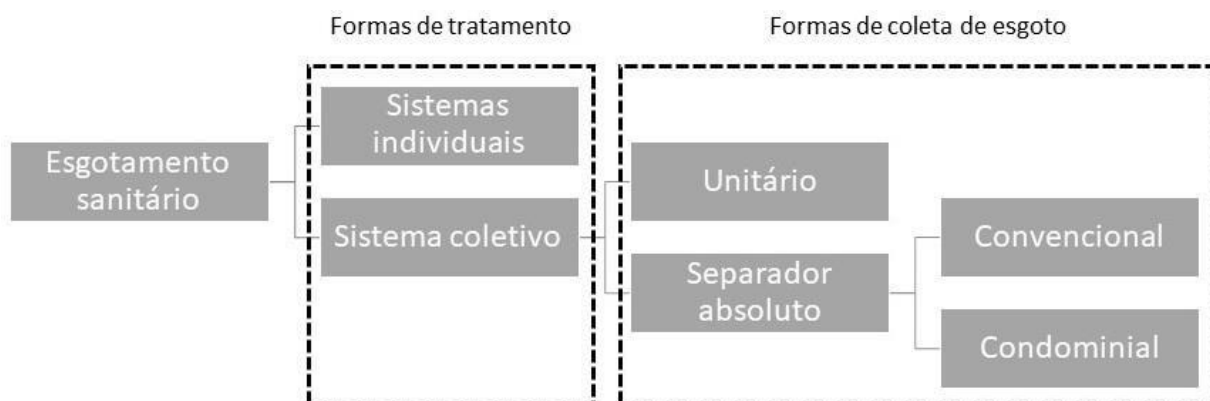 Formas de tratamento
Formas de coleta de esgoto
Esgotamento
sanitário
Sistemas
individuais
Sistema coletivo
Unitário
Separador
absoluto
Convencional
Condominial